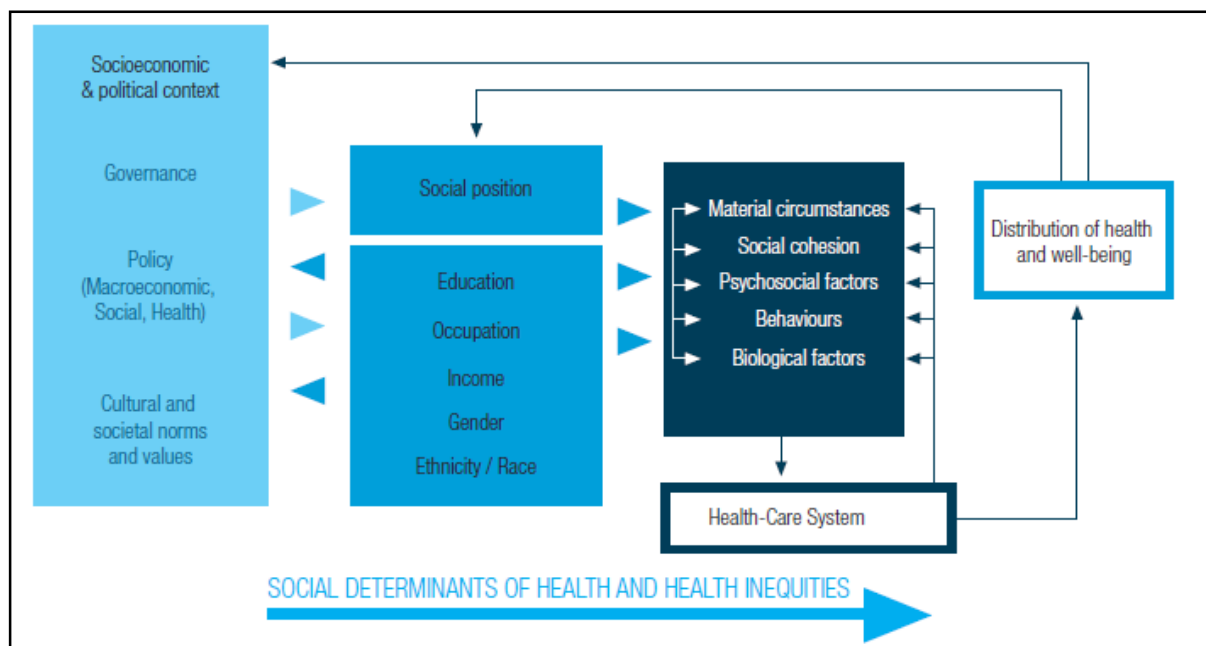 Socioeconomic
& political context
Governance
Policy
(Macroeconomic,
Social, Health)
Cultural and
societal norms
and values
Social position
Education
Occupation
Income
Gender
Ethnicity / Race
Material circumstances
Social cohesion
Psychosocial factors
Behaviours
Biological factors
Health-Care System
Distribution of health
and well-being
SOCIAL DETERMINANTS OF HEALTH AND HEALTH INEQUITIES